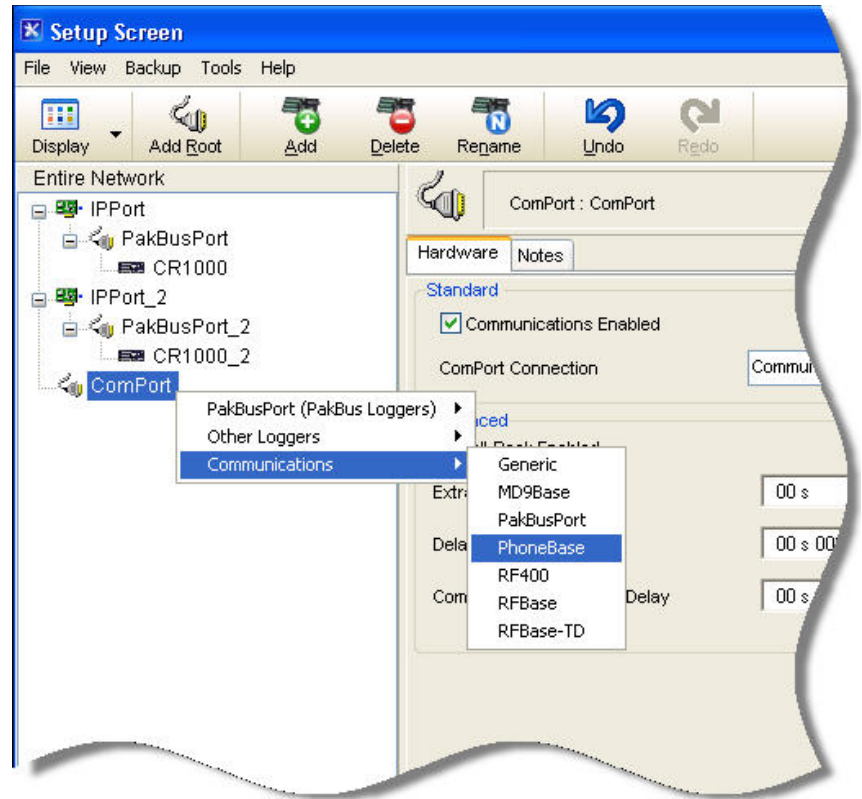 Setup Screen
File View Backup Tools Help
Display Add Root Add Delete Rename Undo Redo
Entire Network
IPPort
PakBusPort
CR1000
IPPort_2
PakBusPort_2
CR1000_2
ComPort
ComPort : ComPort
Hardware Notes
Standard
Communications Enabled
ComPort Connection
PakBusPort (PakBus Loggers)
Other Loggers
Communications
Generic
MD9Base
PakBusPort
PhoneBase
RF400
RFBase
RFBase-TD
00 s
00 s 00
Delay
00 s